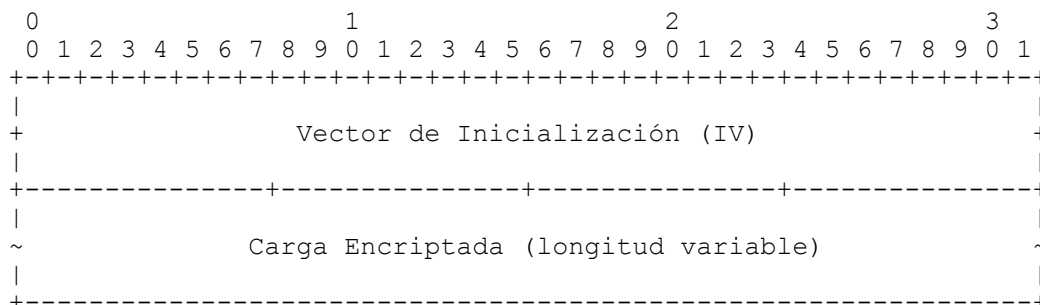 0                   1                   2                   3
 0 1 2 3 4 5 6 7 8 9 0 1 2 3 4 5 6 7 8 9 0 1 2 3 4 5 6 7 8 9 0 1
+-+-+-+-+-+-+-+-+-+-+-+-+-+-+-+-+-+-+-+-+-+-+-+-+-+-+-+-+-+-+-+-+
|                                                               |
+                 Vector de Inicialización (IV)                 +
|                                                               |
+---------------+---------------+---------------+---------------+
|                                                               |
~              Carga Encriptada (longitud variable)             ~
|                                                               |
+---------------------------------------------------------------+